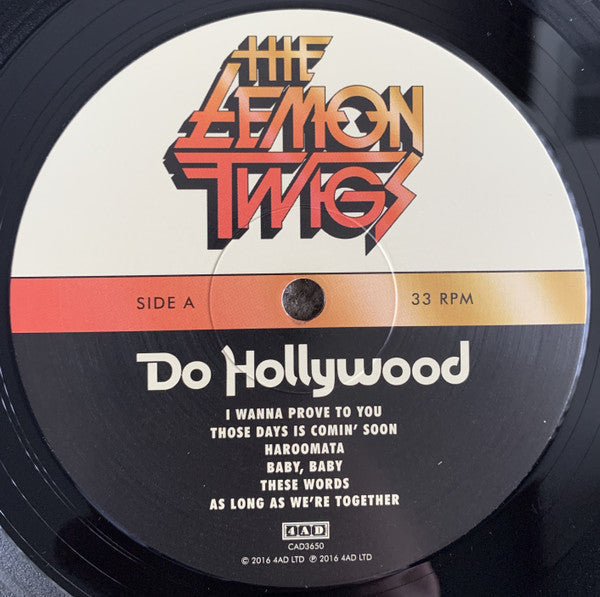 THE
LEMON
TWIGS
SIDE A
33 RPM
Do Hollywood
I WANNA PROVE TO YOU
THOSE DAYS IS COMIN' SOON
HAROOMATA
BABY, BABY
THESE WORDS
AS LONG AS WE'RE TOGETHER
4AD
CAD3650
© 2016 4AD LTD ℗ 2016 4AD LTD